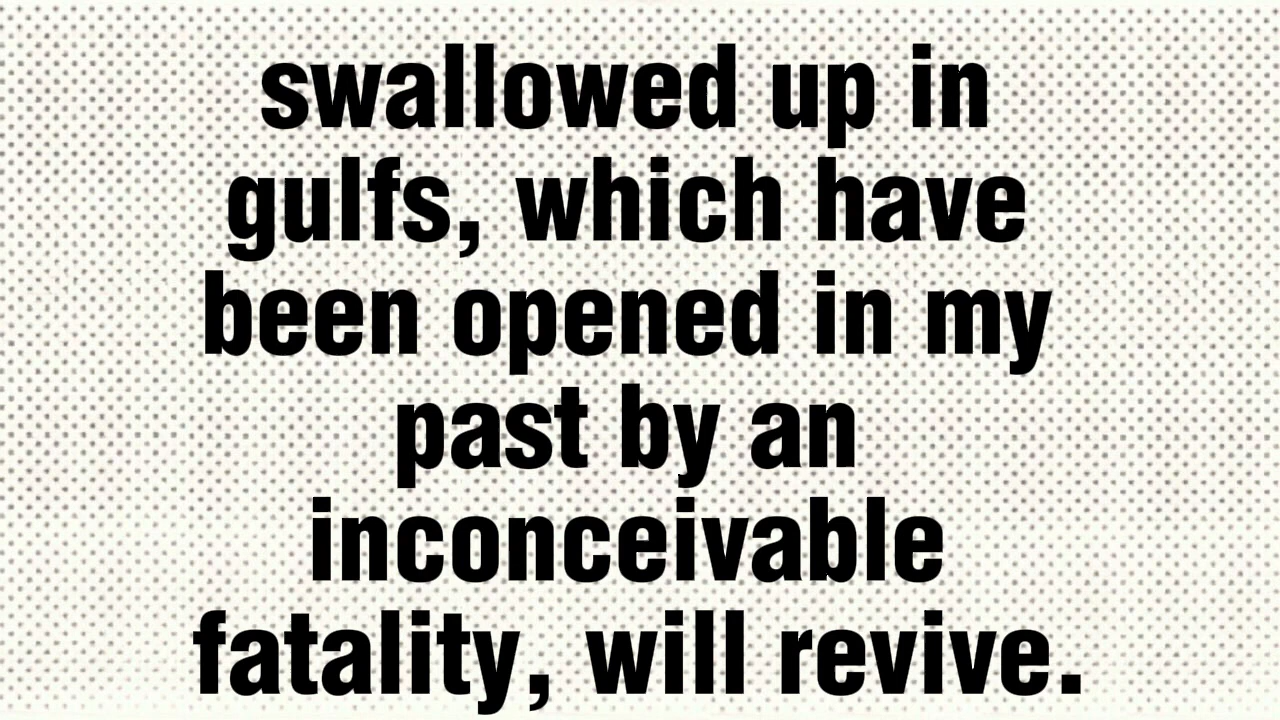 swallowed up in
gulfs, which have
been opened in my
past by an
inconceivable
fatality, will revive.